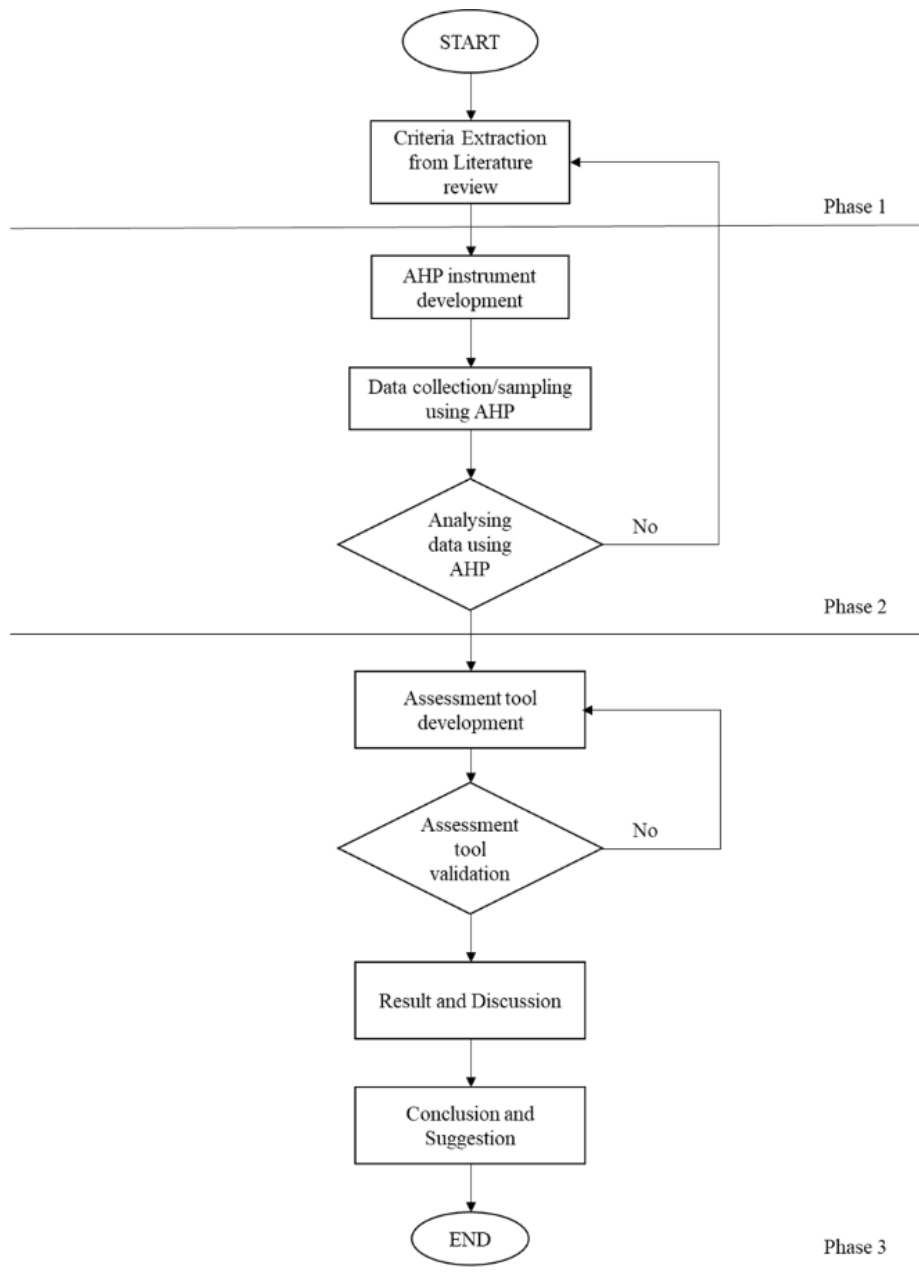 START
Criteria Extraction
from Literature
review
Phase 1
AHP instrument
development
Data collection/sampling
using AHP
Analysing
data using
AHP
No
Phase 2
Assessment tool
development
Assessment
tool
validation
No
Result and Discussion
Conclusion and
Suggestion
END
Phase 3